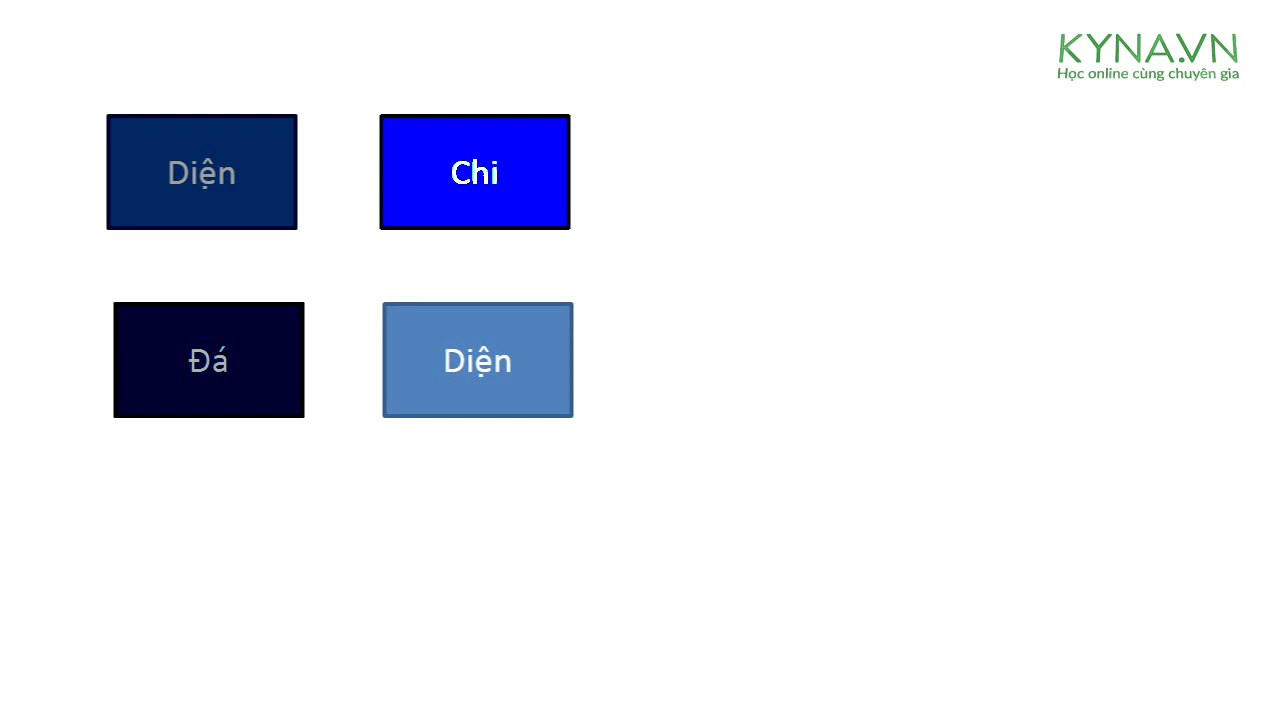 KYNA.VN
Học online cùng chuyên gia
Diện
Chi
Đá
Diện